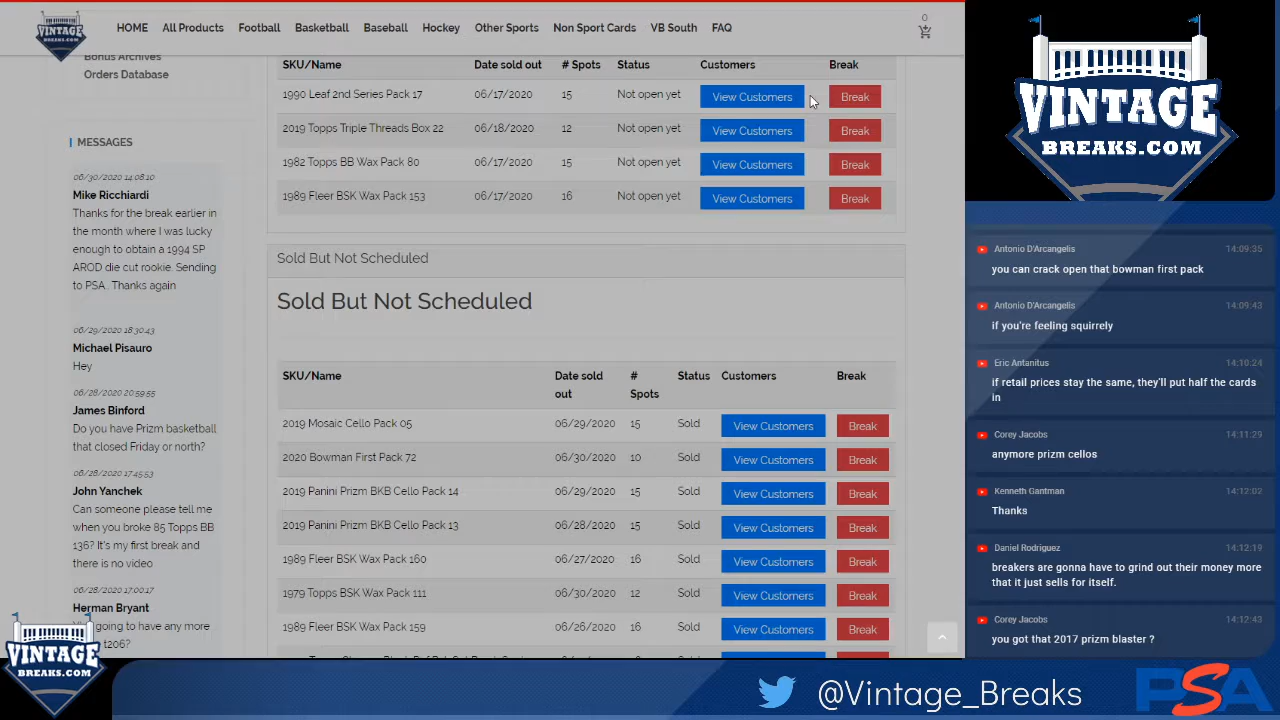 VINTAGE
BREAKS.COM
HOME All Products Football Basketball Baseball Hockey Other Sports Non Sport Cards VB South FAQ
0
Bonus Archives
Orders Database
MESSAGES
06/30/2020 14:08:10
Mike Ricchiardi
Thanks for the break earlier in
the month where I was lucky
enough to obtain a 1994 SP
AROD die cut rookie. Sending
to PSA . Thanks again
06/29/2020 18:30:43
Michael Pisauro
Hey
06/28/2020 20:59:55
James Binford
Do you have Prizm basketball
that closed Friday or north?
06/28/2020 17:45:53
John Yanchek
Can someone please tell me
when you broke 85 Topps BB
136? It's my first break and
there is no video
06/28/2020 17:00:17
Herman Bryant
going to have any more
t206?
SKU/Name Date sold out # Spots Status Customers Break
1990 Leaf 2nd Series Pack 17 06/17/2020 15 Not open yet View Customers Break
2019 Topps Triple Threads Box 22 06/18/2020 12 Not open yet View Customers Break
1982 Topps BB Wax Pack 80 06/17/2020 15 Not open yet View Customers Break
1989 Fleer BSK Wax Pack 153 06/17/2020 16 Not open yet View Customers Break
Sold But Not Scheduled
Sold But Not Scheduled
SKU/Name Date sold # Status Customers Break
out Spots
2019 Mosaic Cello Pack 05 06/29/2020 15 Sold View Customers Break
2020 Bowman First Pack 72 06/30/2020 10 Sold View Customers Break
2019 Panini Prizm BKB Cello Pack 14 06/29/2020 15 Sold View Customers Break
2019 Panini Prizm BKB Cello Pack 13 06/28/2020 15 Sold View Customers Break
1989 Fleer BSK Wax Pack 160 06/27/2020 16 Sold View Customers Break
1979 Topps BSK Wax Pack 111 06/30/2020 12 Sold View Customers Break
1989 Fleer BSK Wax Pack 159 06/26/2020 16 Sold View Customers Break
VINTAGE
BREAKS.COM
Antonio D'Arcangelis 14:09:35
you can crack open that bowman first pack
Antonio D'Arcangelis 14:09:43
if you're feeling squirrely
Eric Antanitus 14:10:24
if retail prices stay the same, they'll put half the cards
in
Corey Jacobs 14:11:29
anymore prizm cellos
Kenneth Gantman 14:12:02
Thanks
Daniel Rodriguez 14:12:19
breakers are gonna have to grind out their money more
that it just sells for itself.
Corey Jacobs 14:12:43
you got that 2017 prizm blaster ?
VINTAGE
BREAKS.COM
@Vintage_Breaks
PSA